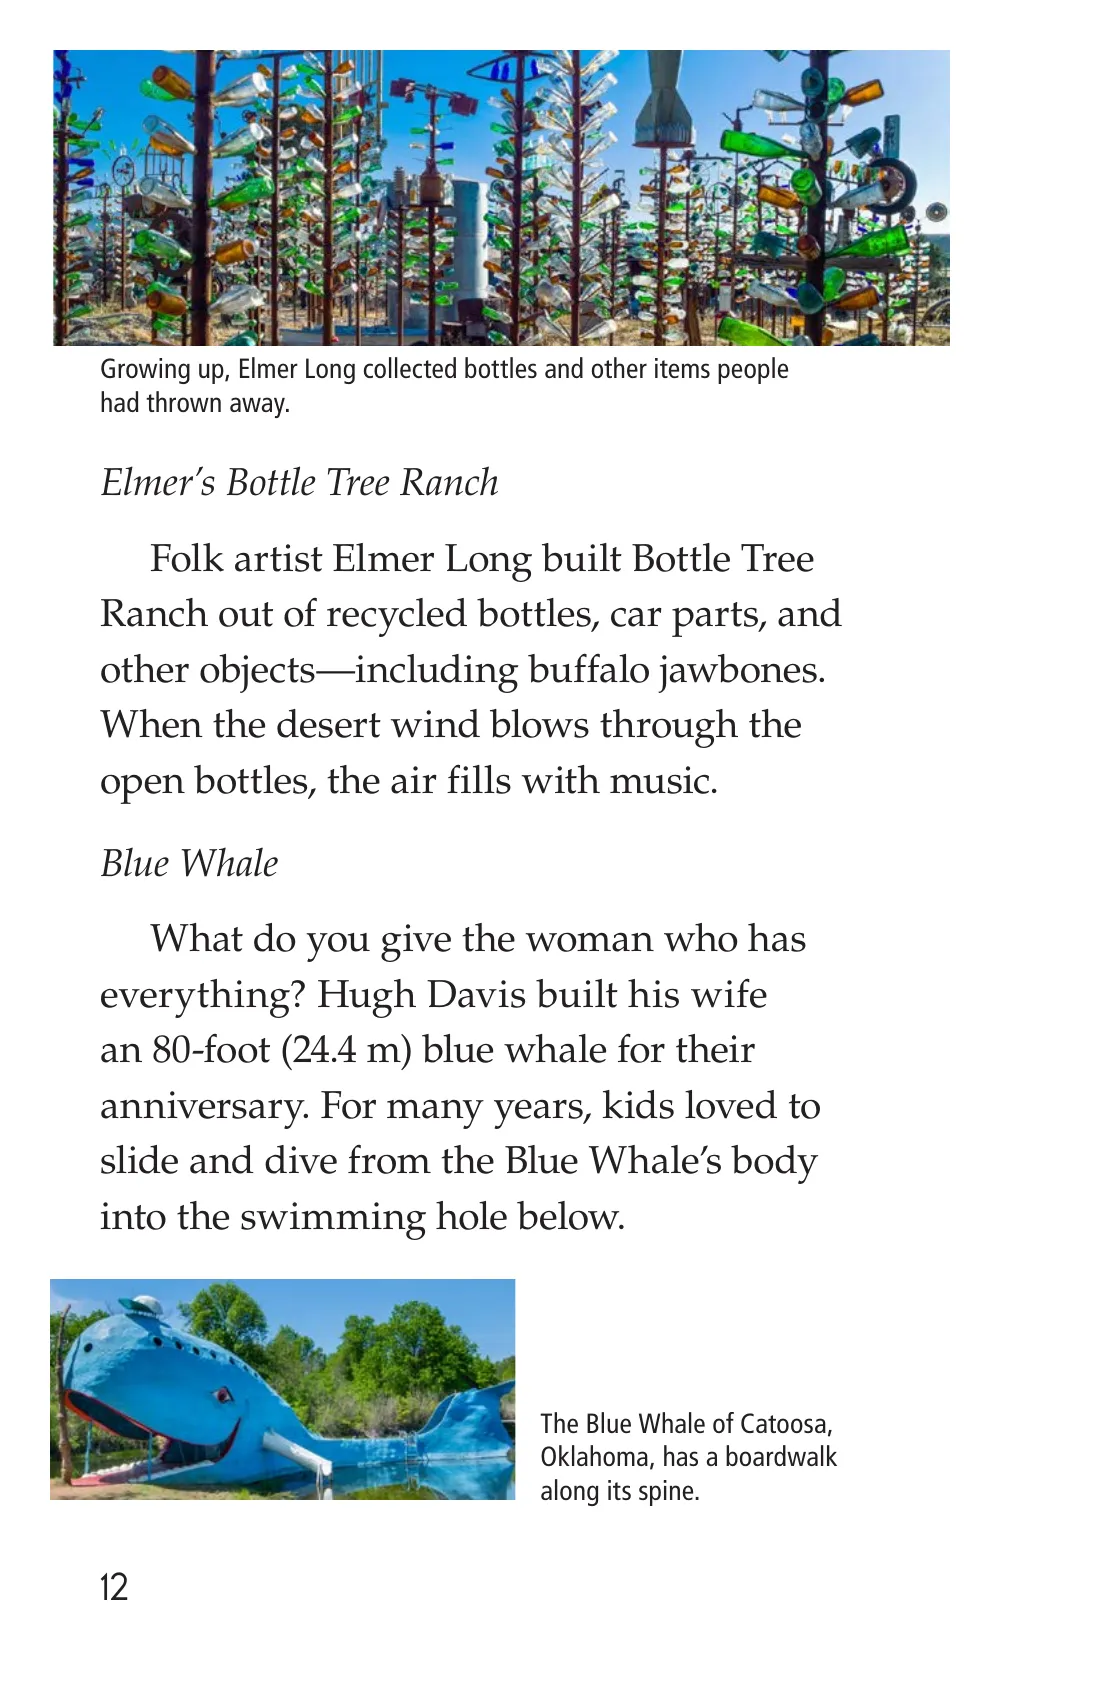 Growing up, Elmer Long collected bottles and other items people
had thrown away.
Elmer’s Bottle Tree Ranch
Folk artist Elmer Long built Bottle Tree
Ranch out of recycled bottles, car parts, and
other objects—including buffalo jawbones.
When the desert wind blows through the
open bottles, the air fills with music.
Blue Whale
What do you give the woman who has
everything? Hugh Davis built his wife
an 80-foot (24.4 m) blue whale for their
anniversary. For many years, kids loved to
slide and dive from the Blue Whale’s body
into the swimming hole below.
The Blue Whale of Catoosa,
Oklahoma, has a boardwalk
along its spine.
12